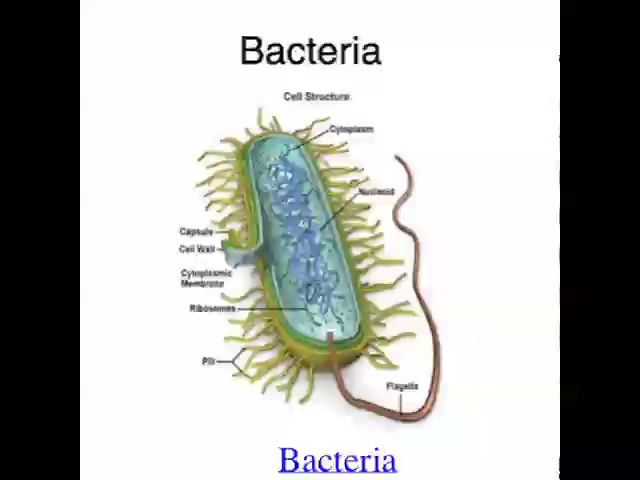 Bacteria
Cell Structure
Cytoplasm
Nucleoid
Capsule
Cell Wall
Cytoplasmic
Membrane
Ribosomes
Pili
Flagella
Bacteria